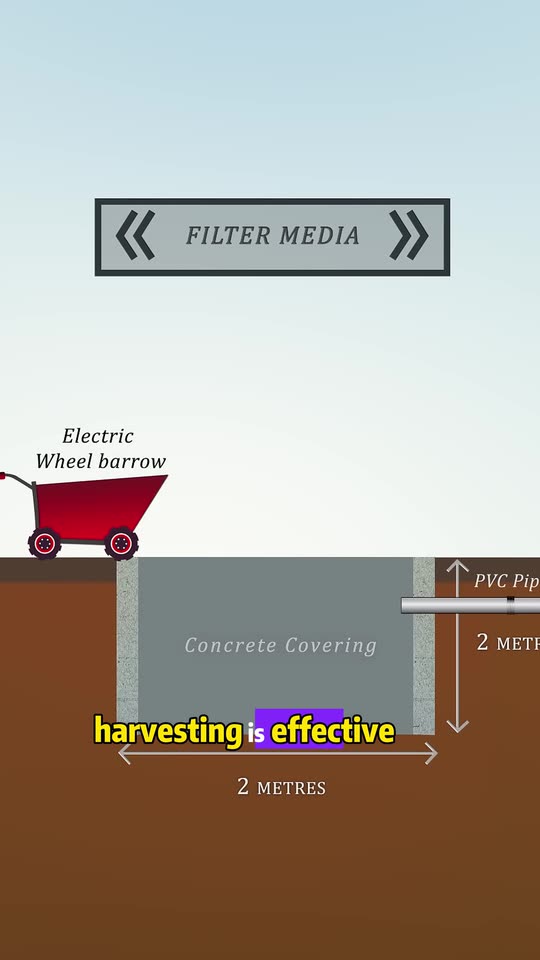 FILTER MEDIA
Electric
Wheel barrow
PVC Pip
2 METR
Concrete Covering
harvesting is effective
2 METRES